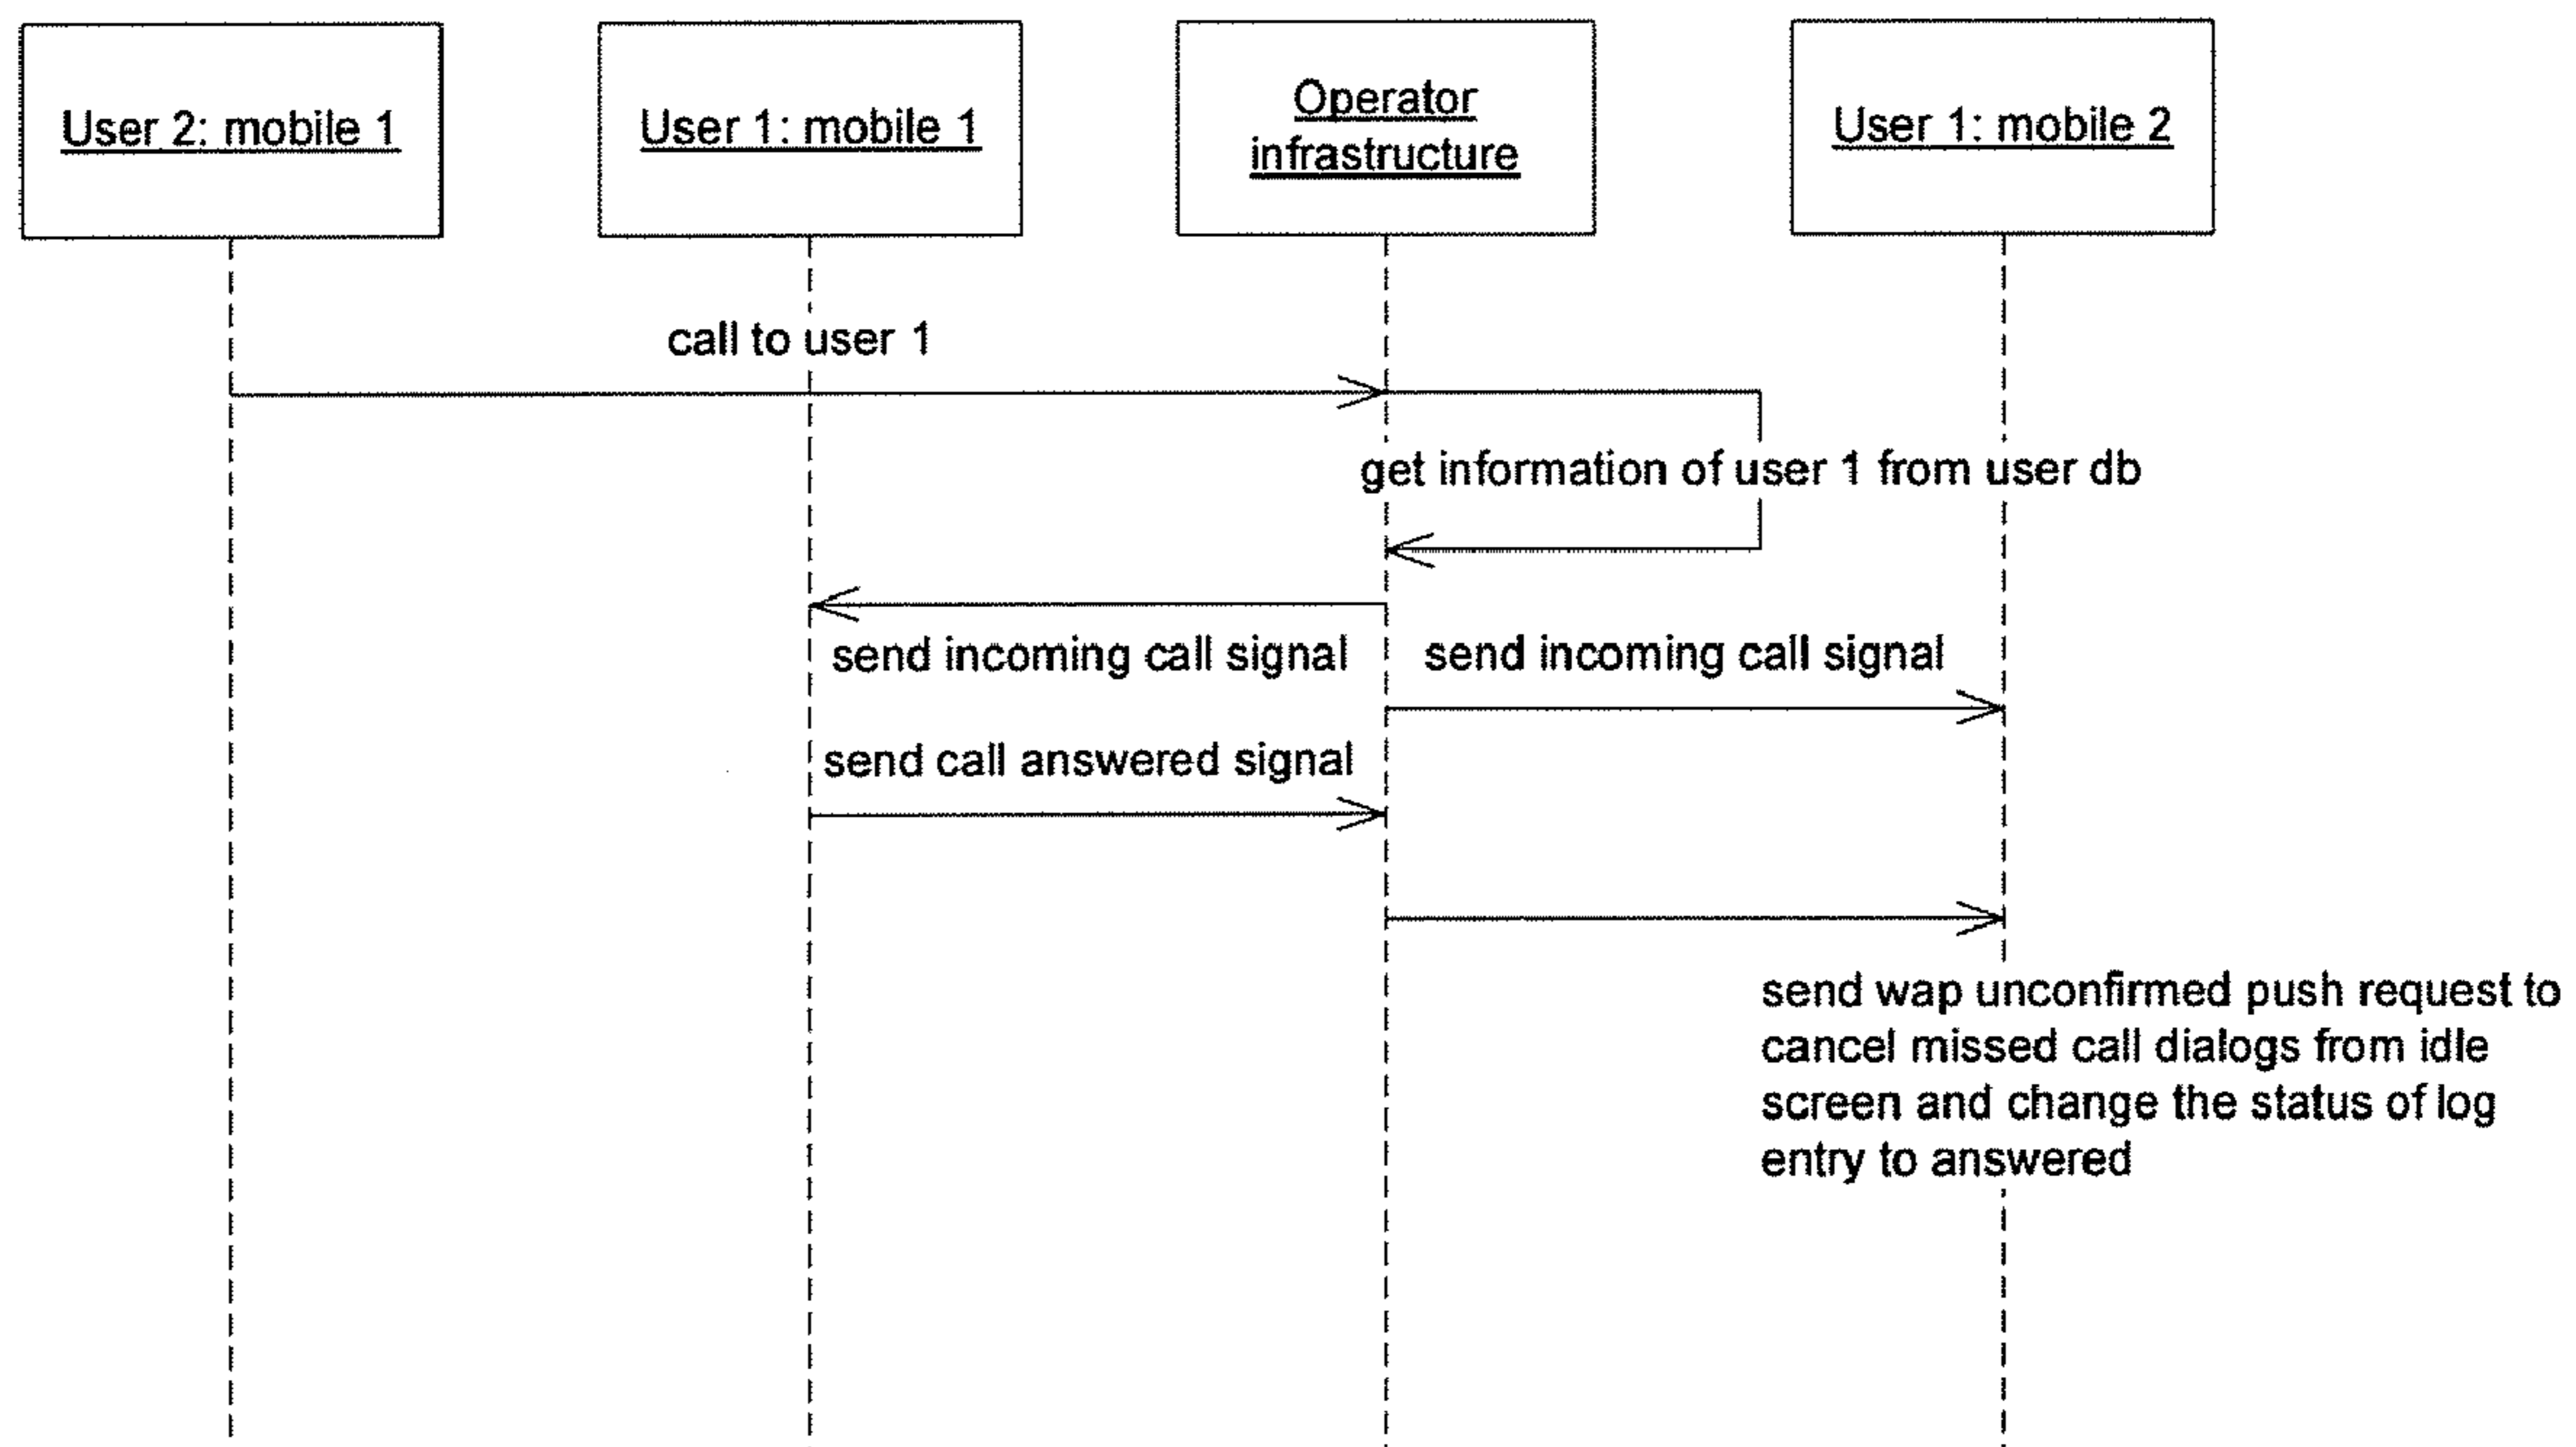 User 2: mobile 1
User 1: mobile 1
Operator
infrastructure
User 1: mobile 2
call to user 1
get information of user 1 from user db
send incoming call signal
send incoming call signal
send call answered signal
send wap unconfirmed push request to
cancel missed call dialogs from idle
screen and change the status of log
entry to answered